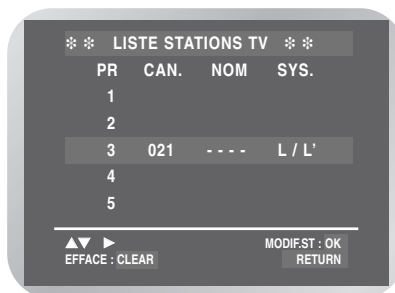 ❇ ❇ LISTE STATIONS TV ❇ ❇
PR CAN. NOM SYS.
1
2
3 021 - - - - L / L’
4
5
▲▼ ► MODIF.ST : OK
EFFACE : CLEAR RETURN